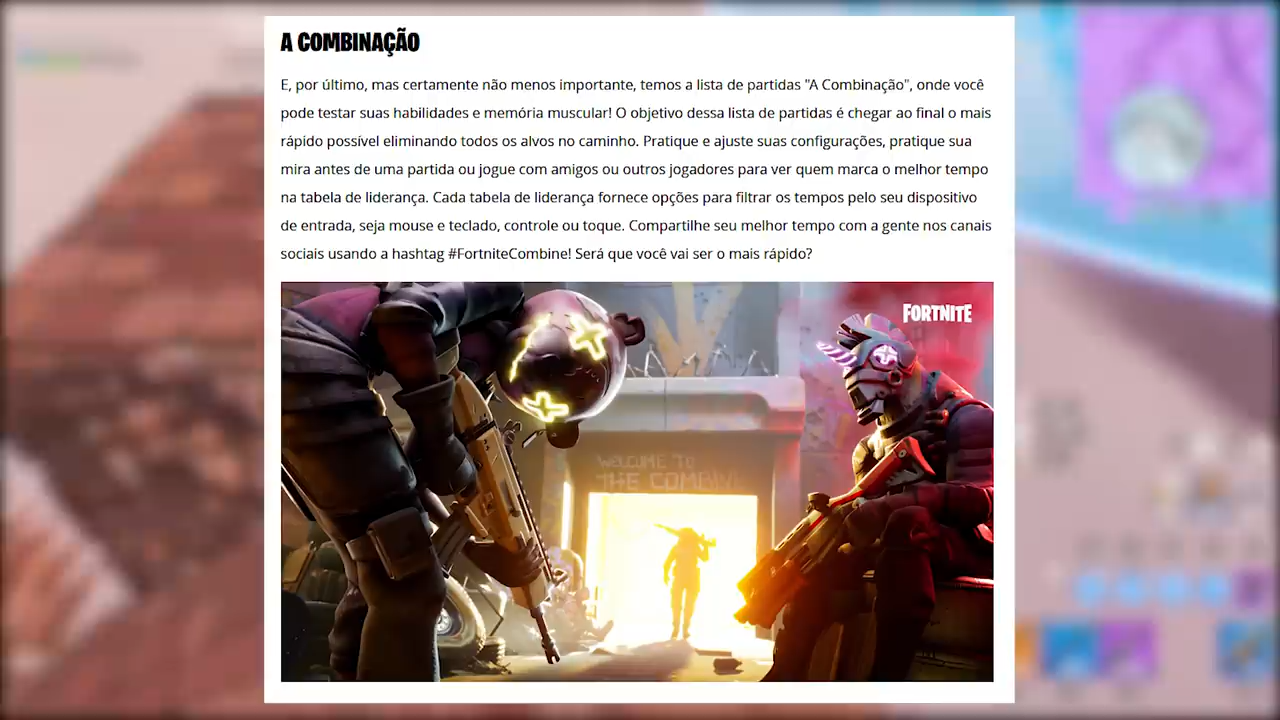 A COMBINAÇÃO
E, por último, mas certamente não menos importante, temos a lista de partidas "A Combinação", onde você
pode testar suas habilidades e memória muscular! O objetivo dessa lista de partidas é chegar ao final o mais
rápido possível eliminando todos os alvos no caminho. Pratique e ajuste suas configurações, pratique sua
mira antes de uma partida ou jogue com amigos ou outros jogadores para ver quem marca o melhor tempo
na tabela de liderança. Cada tabela de liderança fornece opções para filtrar os tempos pelo seu dispositivo
de entrada, seja mouse e teclado, controle ou toque. Compartilhe seu melhor tempo com a gente nos canais
sociais usando a hashtag #FortniteCombine! Será que você vai ser o mais rápido?
FORTNITE
WELCOME TO
THE COMBINE